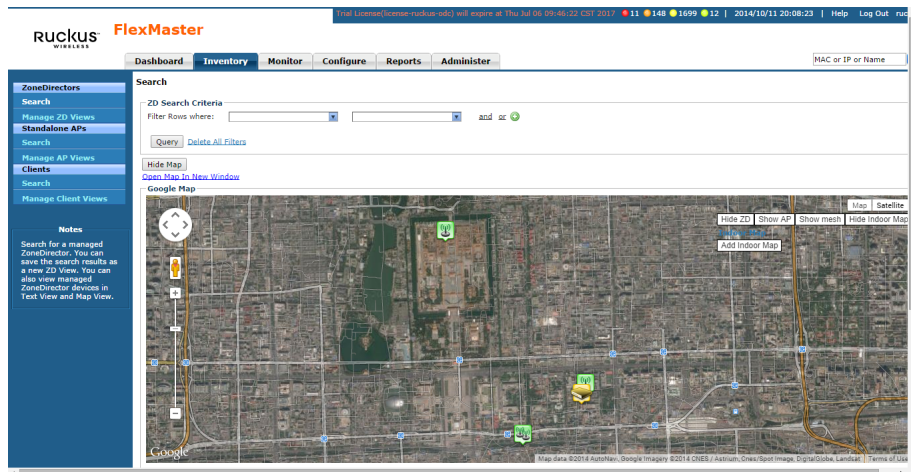 Trial License(license-ruckus-odc) will expire at Thu Jul 06 09:46:22 CST 2017 11 148 1699 12 | 2014/10/11 20:08:23 | Help Log Out ruc
RUCKUS WIRELESS
FlexMaster
Dashboard Inventory Monitor Configure Reports Administer MAC or IP or Name
ZoneDirectors
Search
Manage ZD Views
Standalone APs
Search
Manage AP Views
Clients
Search
Manage Client Views
Notes
Search for a managed
ZoneDirector. You can
save the search results as
a new ZD View. You can
also view managed
ZoneDirector devices in
Text View and Map View.
Search
ZD Search Criteria
Filter Rows where: and or
Query Delete All Filters
Hide Map
Open Map In New Window
Google Map
Map Satellite
Hide ZD Show AP Show mesh Hide Indoor Map
Add Indoor Map
Google
Map data ©2014 AutoNavi, Google Imagery ©2014 CNES / Astrium, Cnes/Spot Image, DigitalGlobe, Landsat Terms of Use